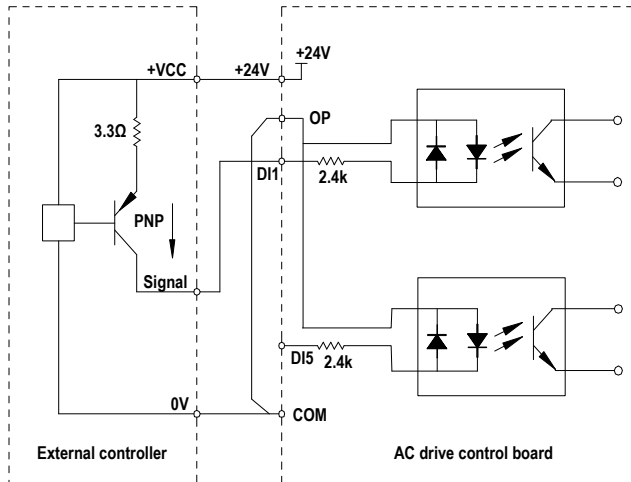 +24V
+VCC
+24V
OP
3.3Ω
DI1
2.4k
PNP
Signal
DI5
2.4k
0V
COM
External controller
AC drive control board